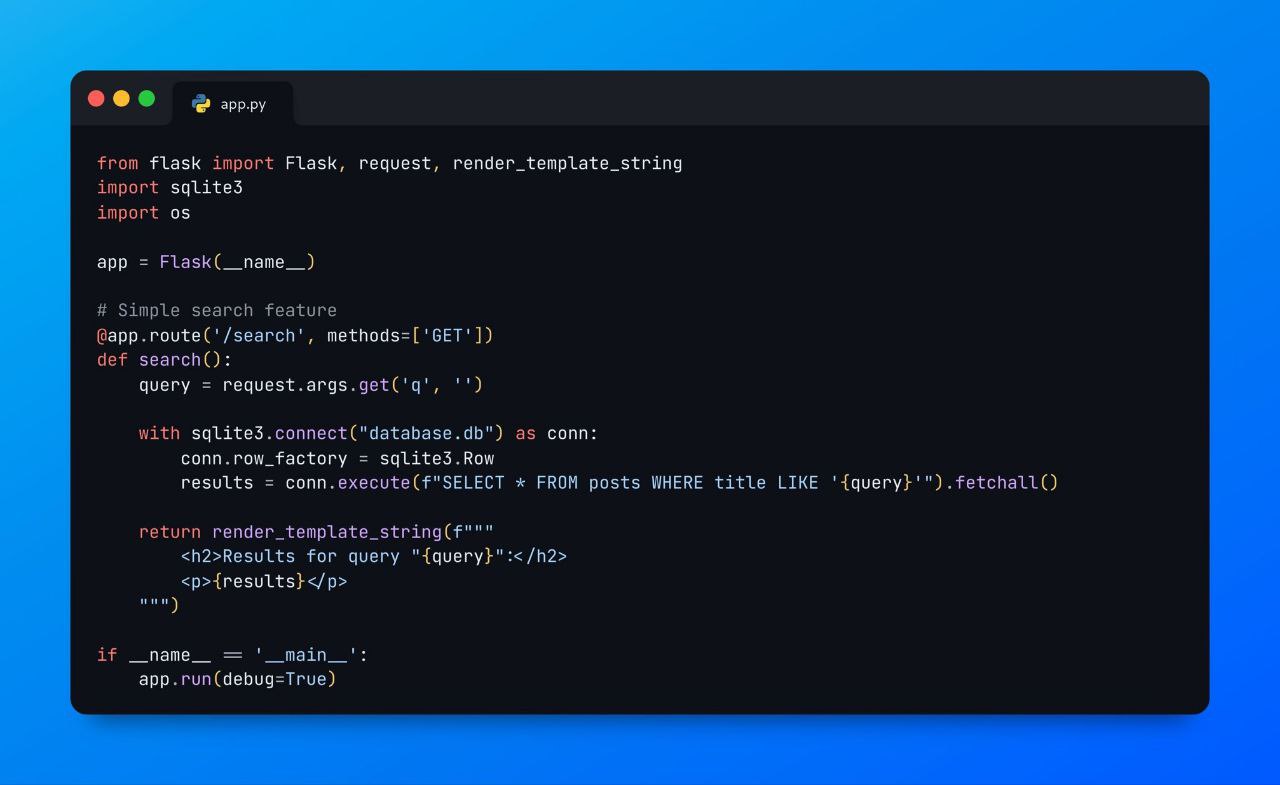 app.py
from flask import Flask, request, render_template_string
import sqlite3
import os
app = Flask(__name__)
# Simple search feature
@app.route('/search', methods=['GET'])
def search():
    query = request.args.get('q', '')
    with sqlite3.connect("database.db") as conn:
        conn.row_factory = sqlite3.Row
        results = conn.execute(f"SELECT * FROM posts WHERE title LIKE '{query}'").fetchall()
    return render_template_string(f"""
        <h2>Results for query "{query}":</h2>
        <p>{results}</p>
    """)
if __name__ == '__main__':
    app.run(debug=True)